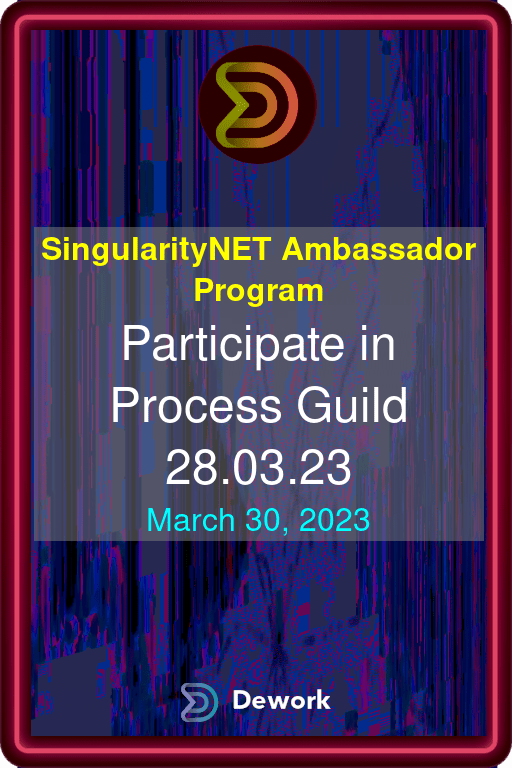 SingularityNET Ambassador
Program
Participate in
Process Guild
28.03.23
March 30, 2023
Dework